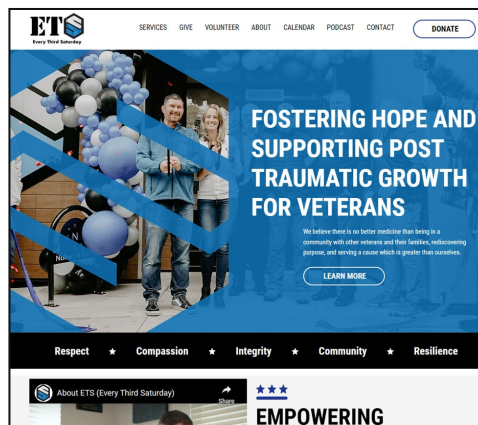 ETS
Every Third Saturday
SERVICES GIVE VOLUNTEER ABOUT CALENDAR PODCAST CONTACT DONATE
FOSTERING HOPE AND
SUPPORTING POST
TRAUMATIC GROWTH
FOR VETERANS
We believe there is no better medicine than being in a
community with other veterans and their families, rediscovering
purpose, and serving a cause which is greater than ourselves.
LEARN MORE
Respect ★ Compassion ★ Integrity ★ Community ★ Resilience
About ETS (Every Third Saturday)
Share
★★★
EMPOWERING